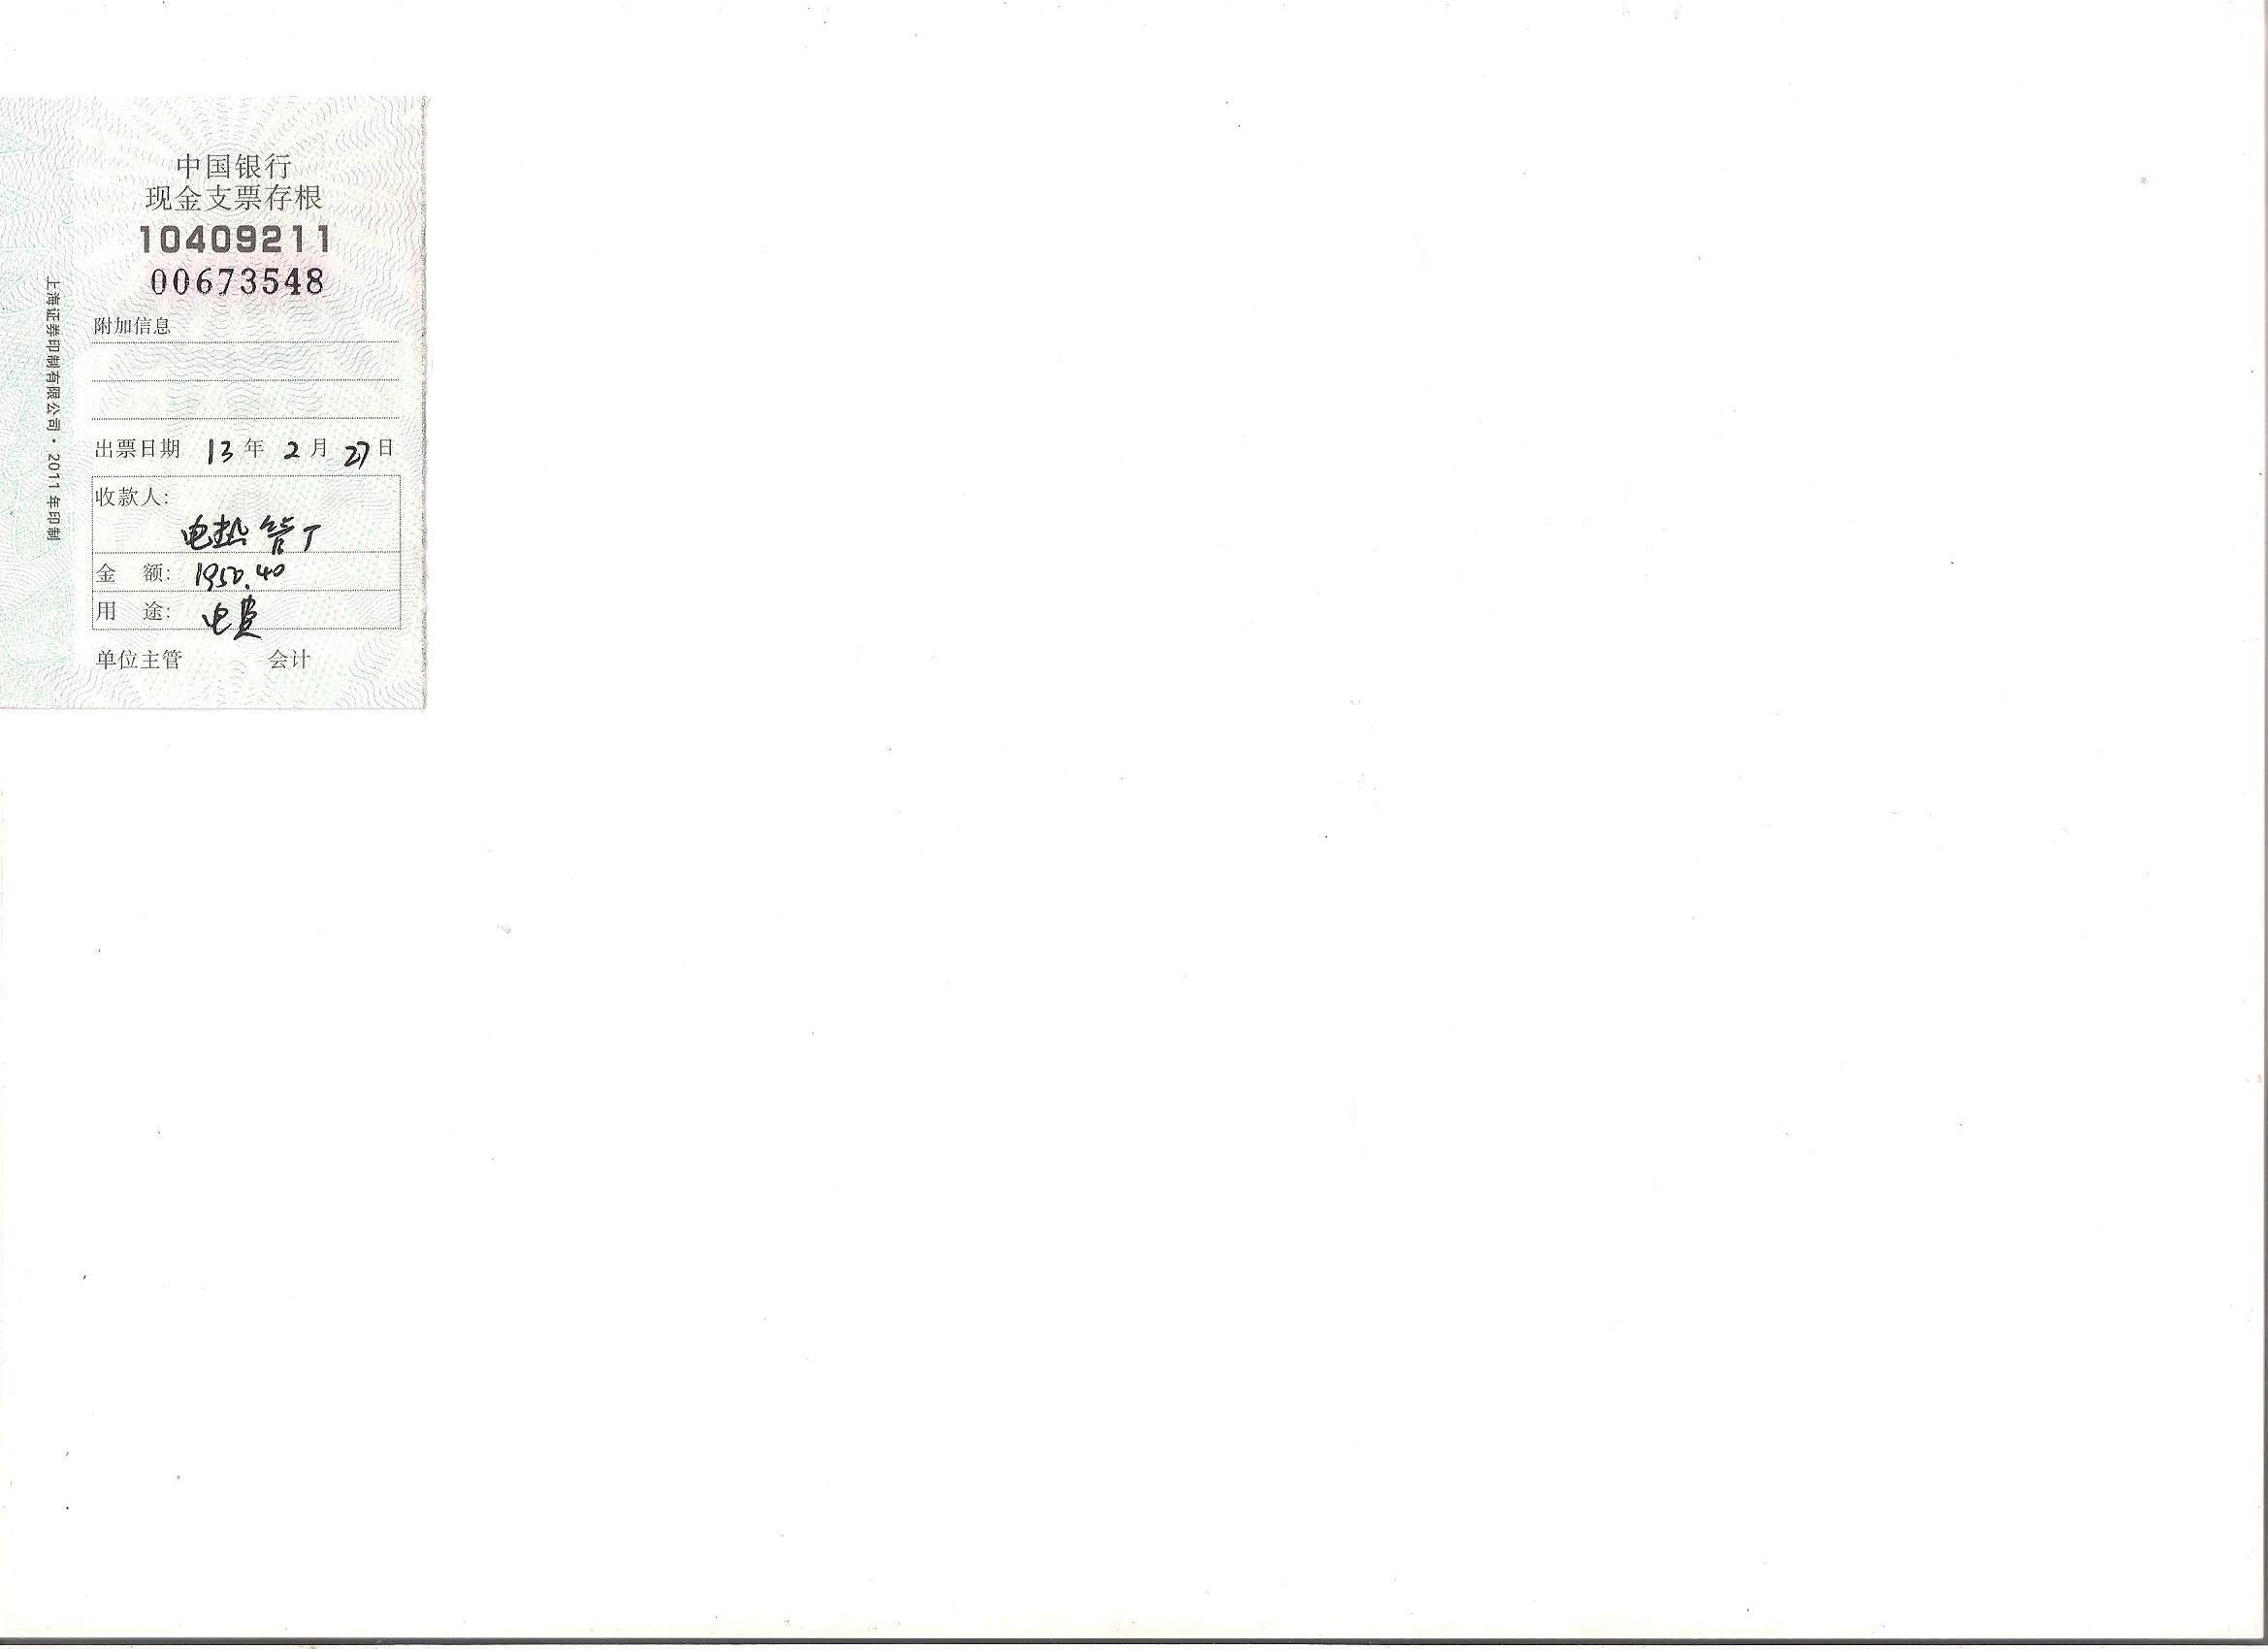 中国银行
现金支票存根
10409211
00673548
附加信息
出票日期 13 年 2 月 27 日
收款人:
电热管厂
金 额: 1950.40
用 途: 电费
单位主管 会计
上海证券印制有限公司·2011年印制